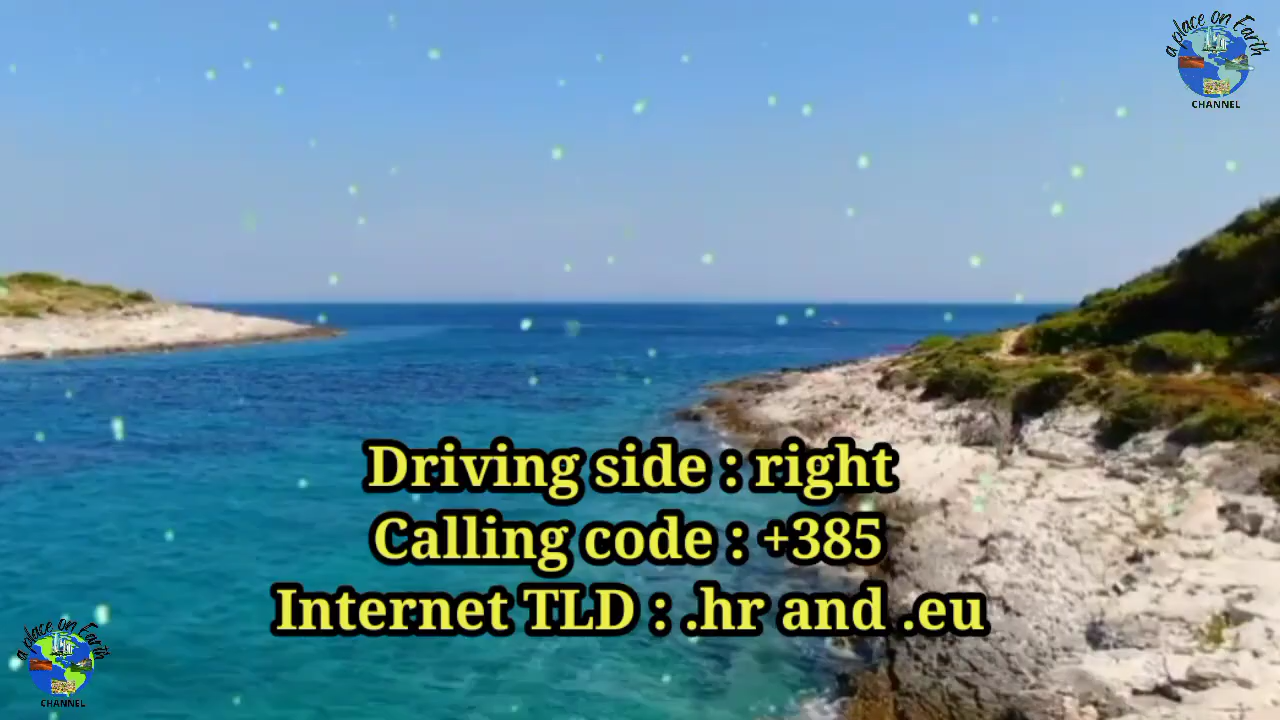 a place on Earth
CHANNEL
Driving side : right
Calling code : +385
Internet TLD : .hr and .eu
a place on Earth
CHANNEL